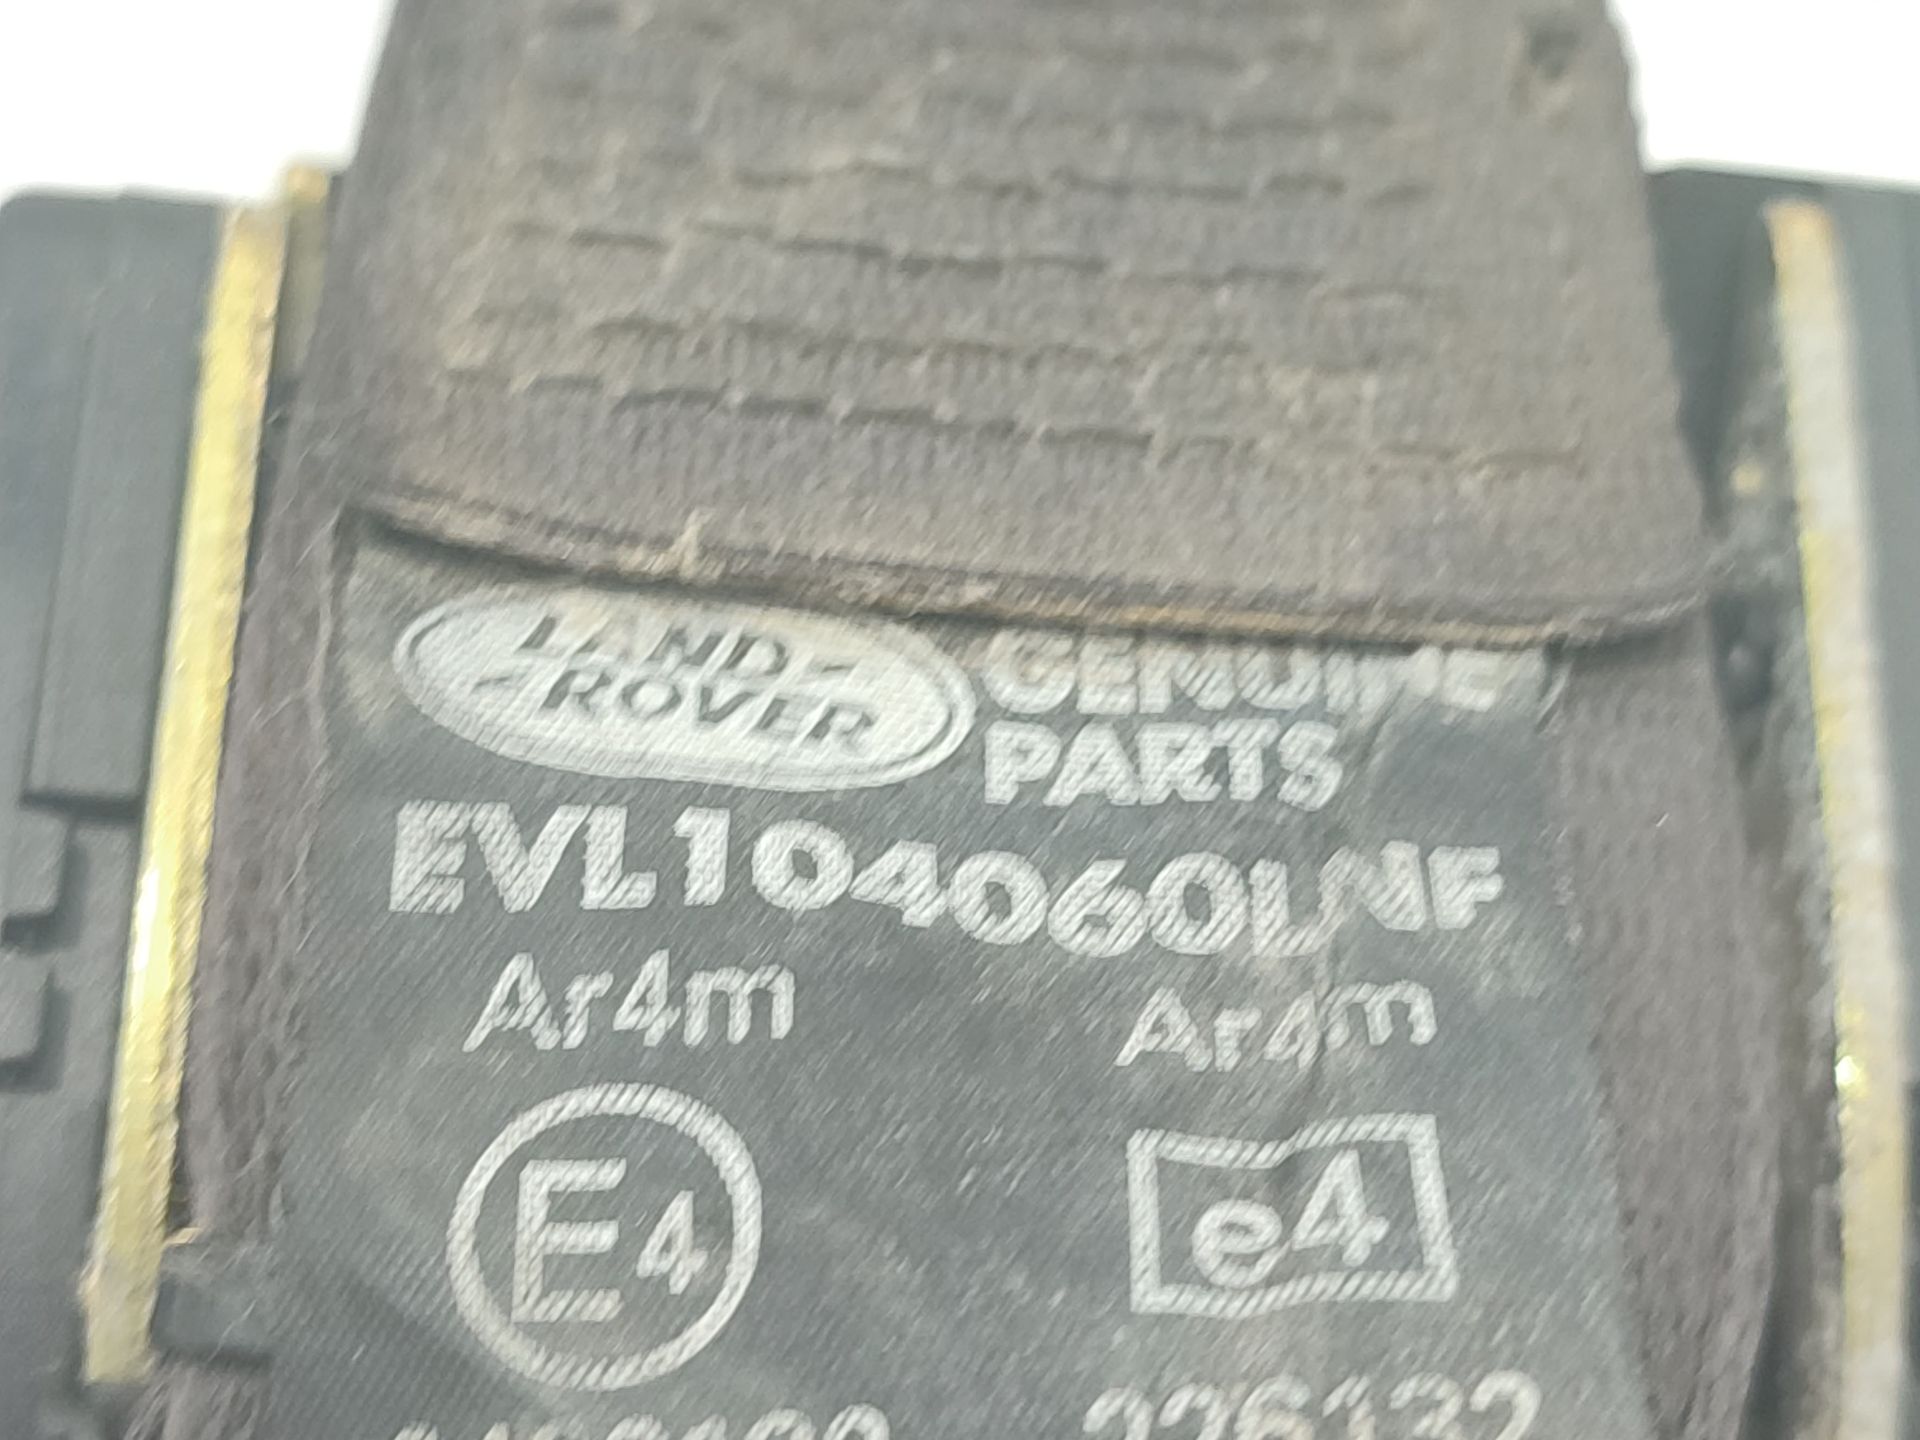 LAND
ROVER
GENUINE
PARTS
EVL104060LNF
Ar4m Ar4m
E4 e4